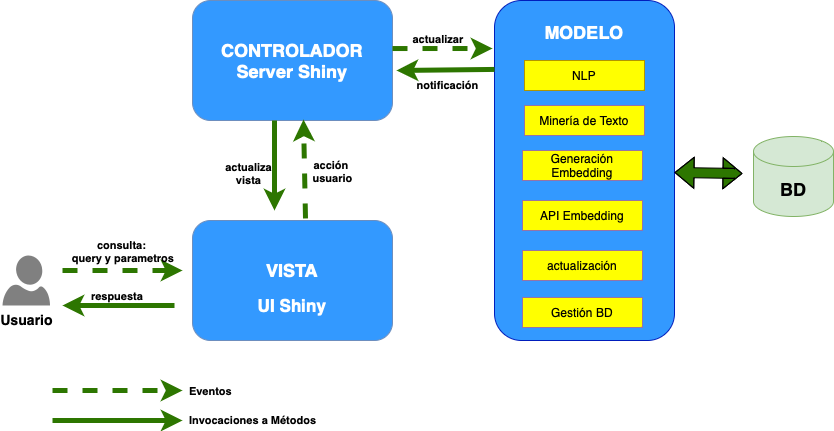 CONTROLADOR
Server Shiny
actualizar
notificación
MODELO
NLP
Minería de Texto
Generación
Embedding
API Embedding
actualización
Gestión BD
BD
actualiza
vista
acción
usuario
consulta:
query y parametros
respuesta
Usuario
VISTA
UI Shiny
Eventos
Invocaciones a Métodos